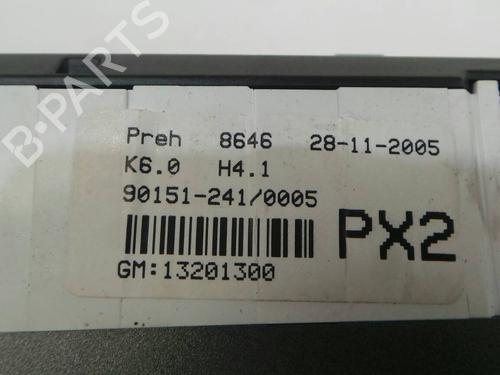 B-PARTS
Preh 8646 28-11-2005
K6.0 H4.1
90151-241/0005
PX2
GM:13201300